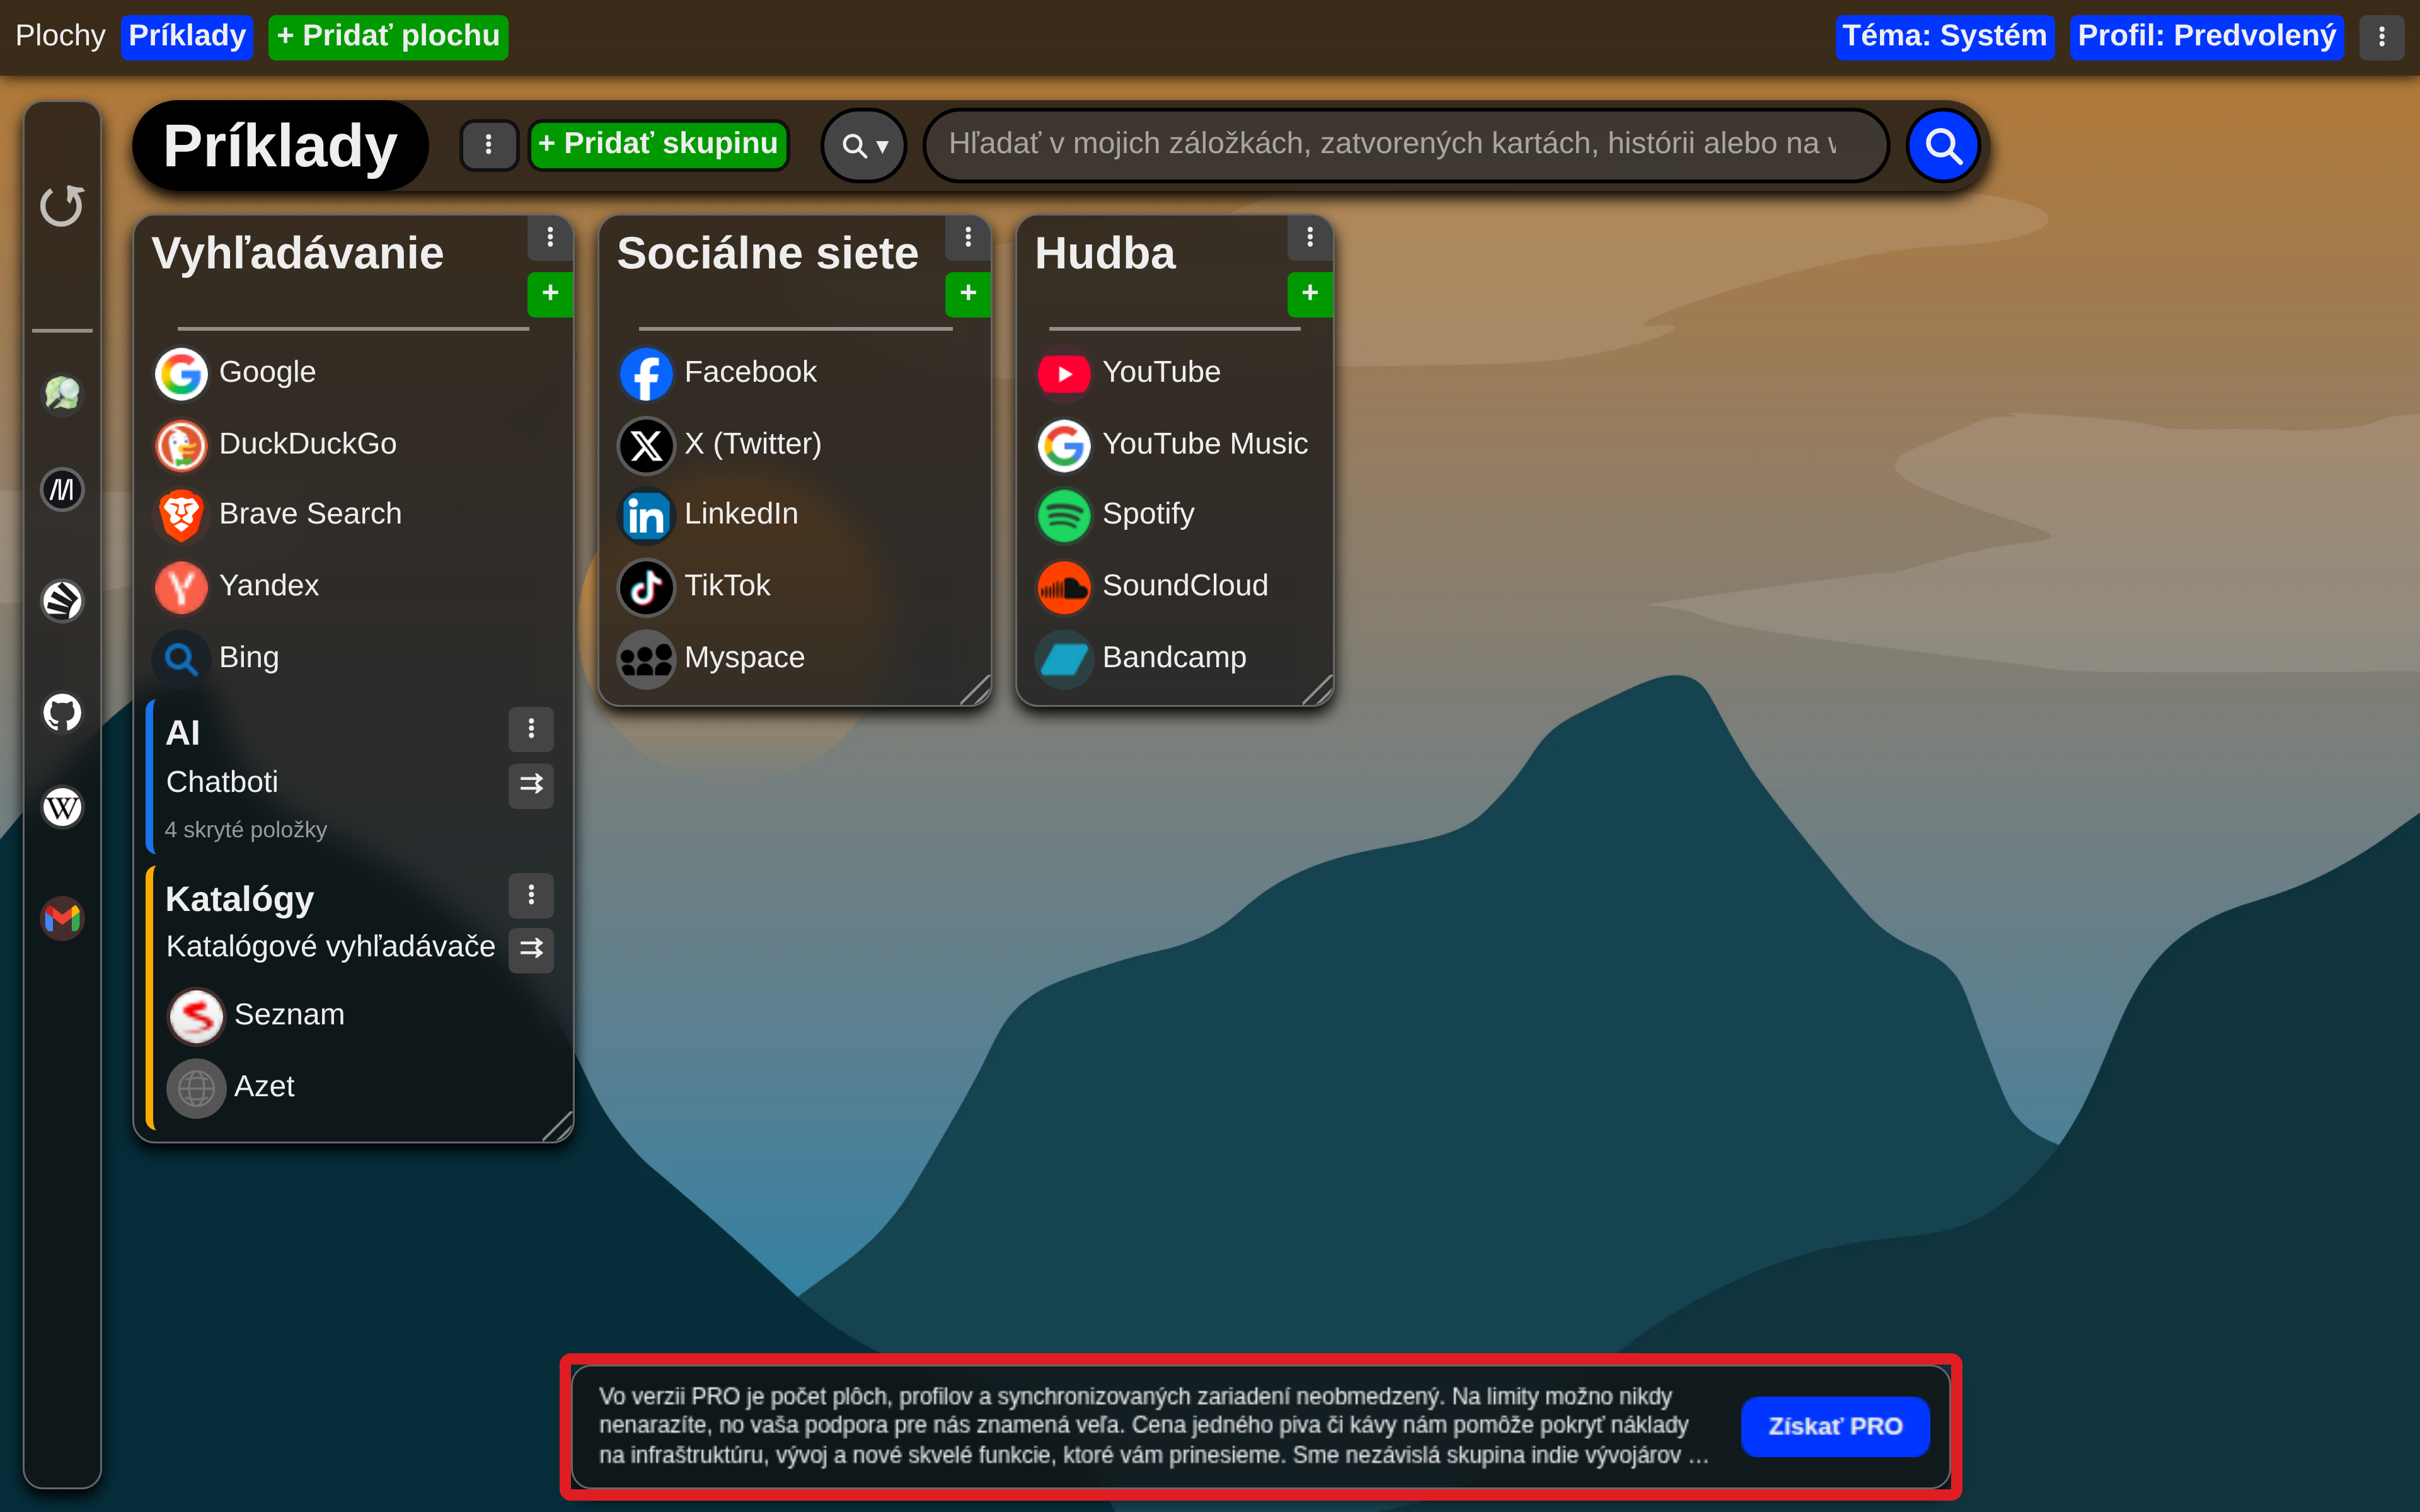 Plochy Príklady + Pridať plochu Téma: Systém Profil: Predvolený
Príklady + Pridať skupinu Hľadať v mojich záložkách, zatvorených kartách, histórii alebo na
Vyhľadávanie
+
Google
DuckDuckGo
Brave Search
Yandex
Bing
AI
Chatboti
4 skryté položky
Katalógy
Katalógové vyhľadávače
Seznam
Azet
Sociálne siete
+
Facebook
X (Twitter)
LinkedIn
TikTok
Myspace
Hudba
+
YouTube
YouTube Music
Spotify
SoundCloud
Bandcamp
Vo verzii PRO je počet plôch, profilov a synchronizovaných zariadení neobmedzený. Na limity možno nikdy
nenarazíte, no vaša podpora pre nás znamená veľa. Cena jedného piva či kávy nám pomôže pokryť náklady
na infraštruktúru, vývoj a nové skvelé funkcie, ktoré vám prinesieme. Sme nezávislá skupina indie vývojárov ...
Získať PRO